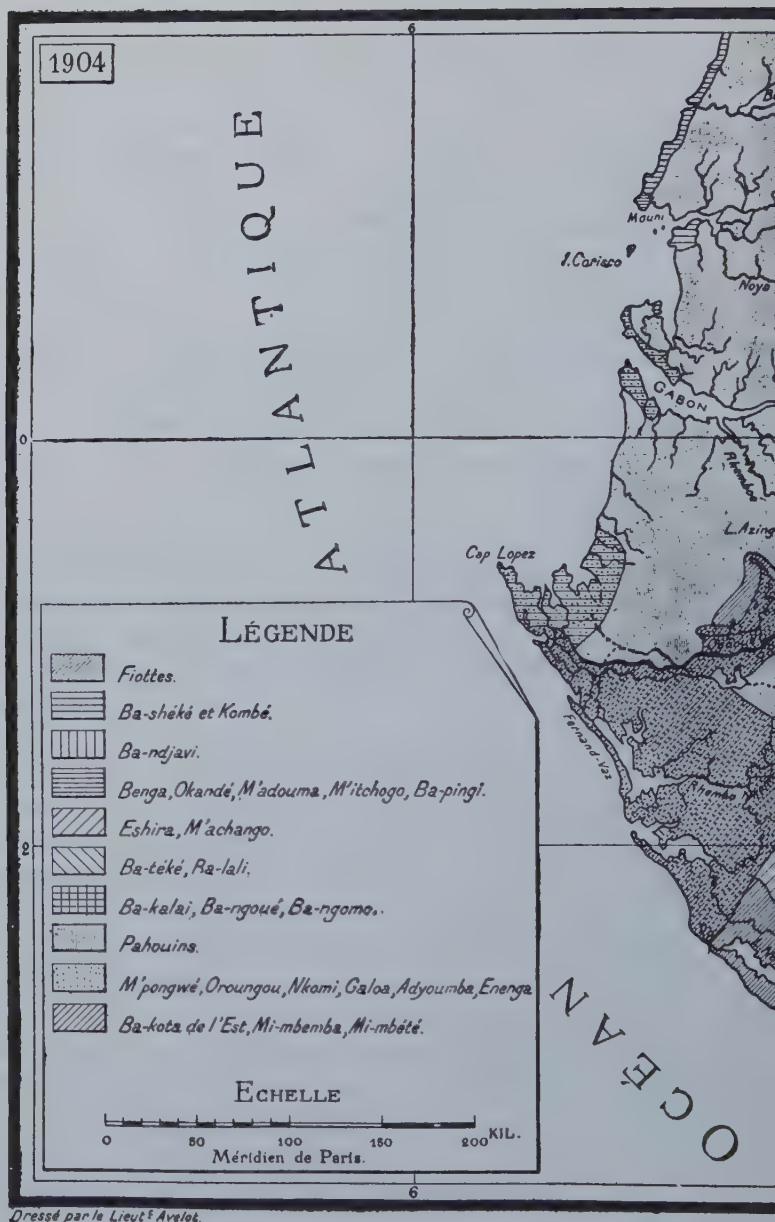 6
1904
ATLANTIQUE
Mouni
I. Corisco
Noya
GABON
0
Rhamboe
Cap Lopez
LÉGENDE
Fiottes.
Ba-shéké et Kombé.
Ba-ndjavi.
Benga, Okandé, M'adouma, M'itchogo, Ba-pingi.
Eshira, M'achango.
Ba-téké, Ba-lali.
Ba-kalai, Ba-ngoué, Ba-ngomo.
Pahouins.
M'pongwé, Oroungou, Nkomi, Galoa, Adyoumba, Enenga
Ba-kota de l'Est, Mi-mbemba, Mi-mbété.
Fernand-Vaz
Rhembo N
2
OCÉAN
ECHELLE
0 50 100 150 200 KIL.
Méridien de Paris.
6
Dressé par le Lieut^t Avelot.